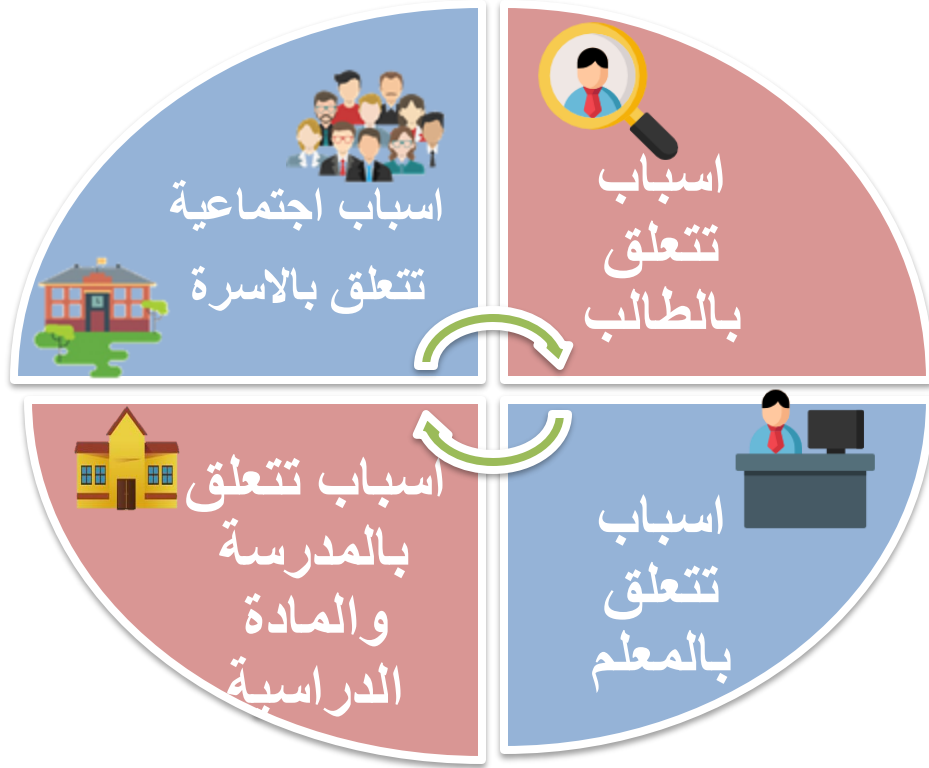 اسباب
تتعلق
بالطالب
اسباب اجتماعية
تتعلق بالاسرة
اسباب
تتعلق
بالمعلم
اسباب تتعلق
بالمدرسة
والمادة
الدراسية